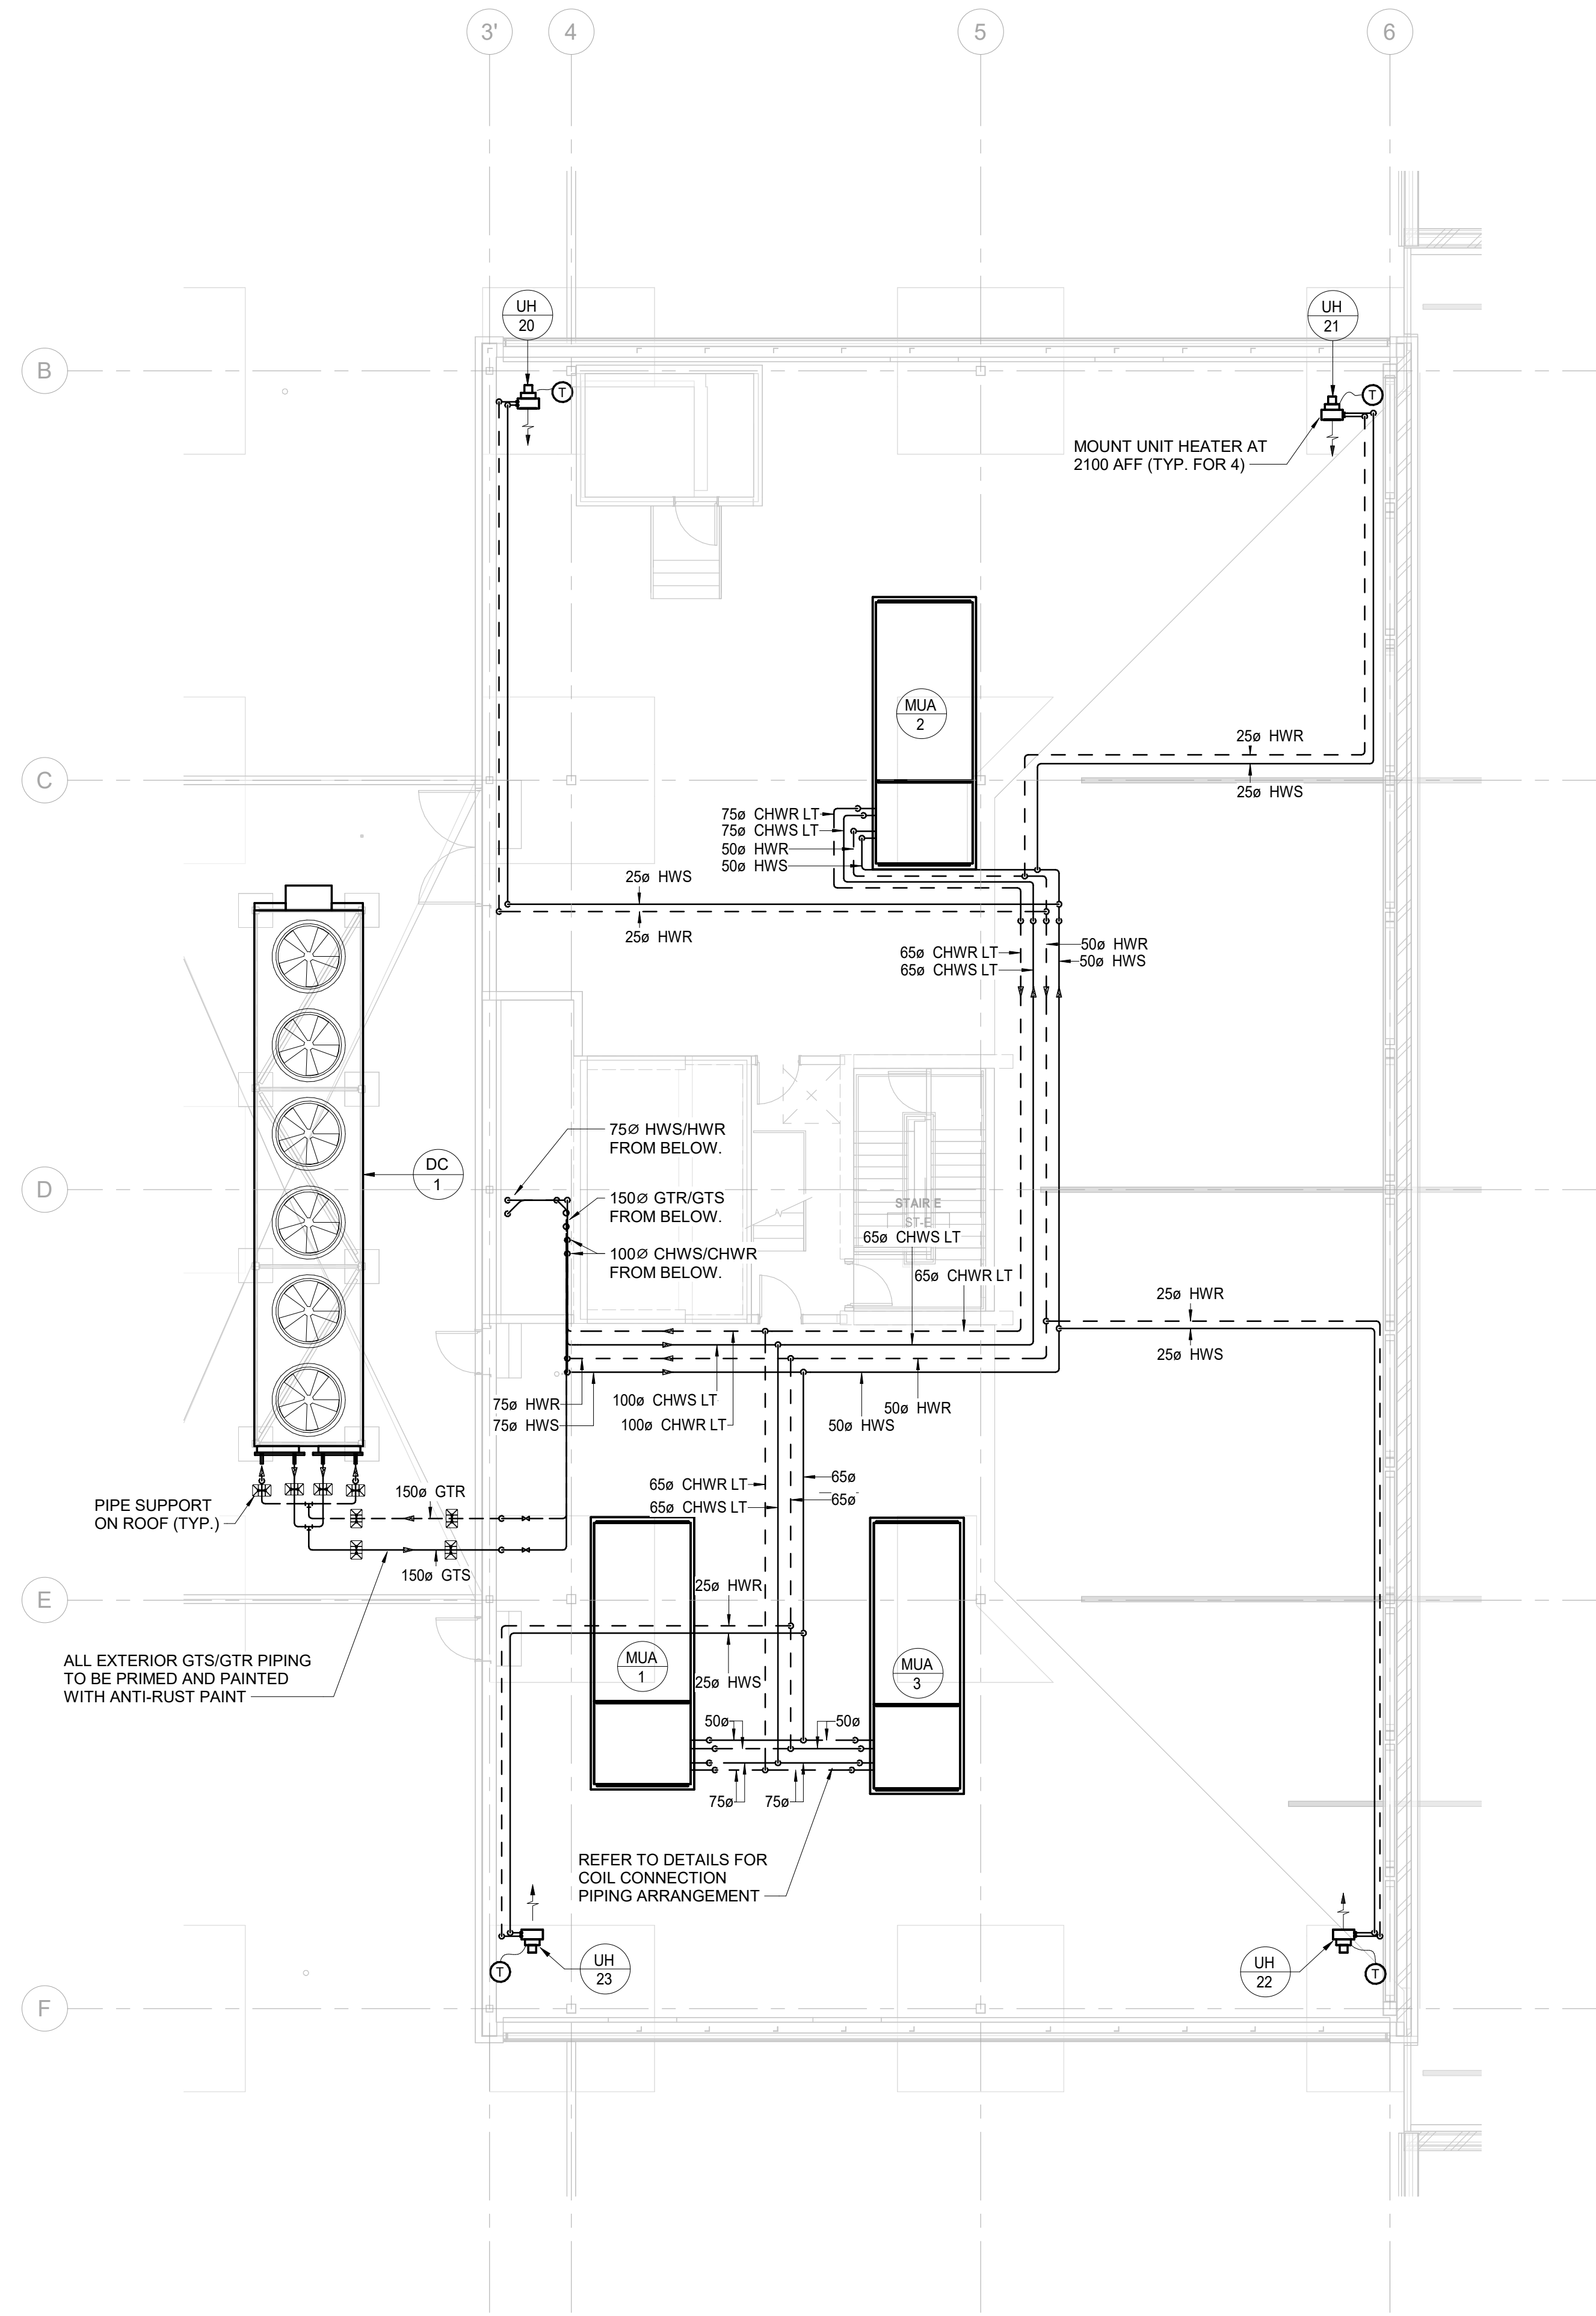 3'
4
5
6
B
UH
20
T
UH
21
T
MOUNT UNIT HEATER AT
2100 AFF (TYP. FOR 4)
MUA
2
25ø HWR
25ø HWS
C
75ø CHWR LT
75ø CHWS LT
50ø HWR
50ø HWS
25ø HWS
25ø HWR
65ø CHWR LT
65ø CHWS LT
50ø HWR
50ø HWS
75Ø HWS/HWR
FROM BELOW.
DC
1
D
150Ø GTR/GTS
FROM BELOW.
100Ø CHWS/CHWR
FROM BELOW.
STAIR E
ST-E
65ø CHWS LT
65ø CHWR LT
25ø HWR
25ø HWS
75ø HWR
75ø HWS
100ø CHWS LT
100ø CHWR LT
50ø HWR
50ø HWS
65ø CHWR LT
65ø CHWS LT
65ø
65ø
PIPE SUPPORT
ON ROOF (TYP.)
150ø GTR
150ø GTS
E
25ø HWR
25ø HWS
MUA
1
MUA
3
ALL EXTERIOR GTS/GTR PIPING
TO BE PRIMED AND PAINTED
WITH ANTI-RUST PAINT
50ø
50ø
75ø
75ø
REFER TO DETAILS FOR
COIL CONNECTION
PIPING ARRANGEMENT
T
UH
23
UH
22
T
F